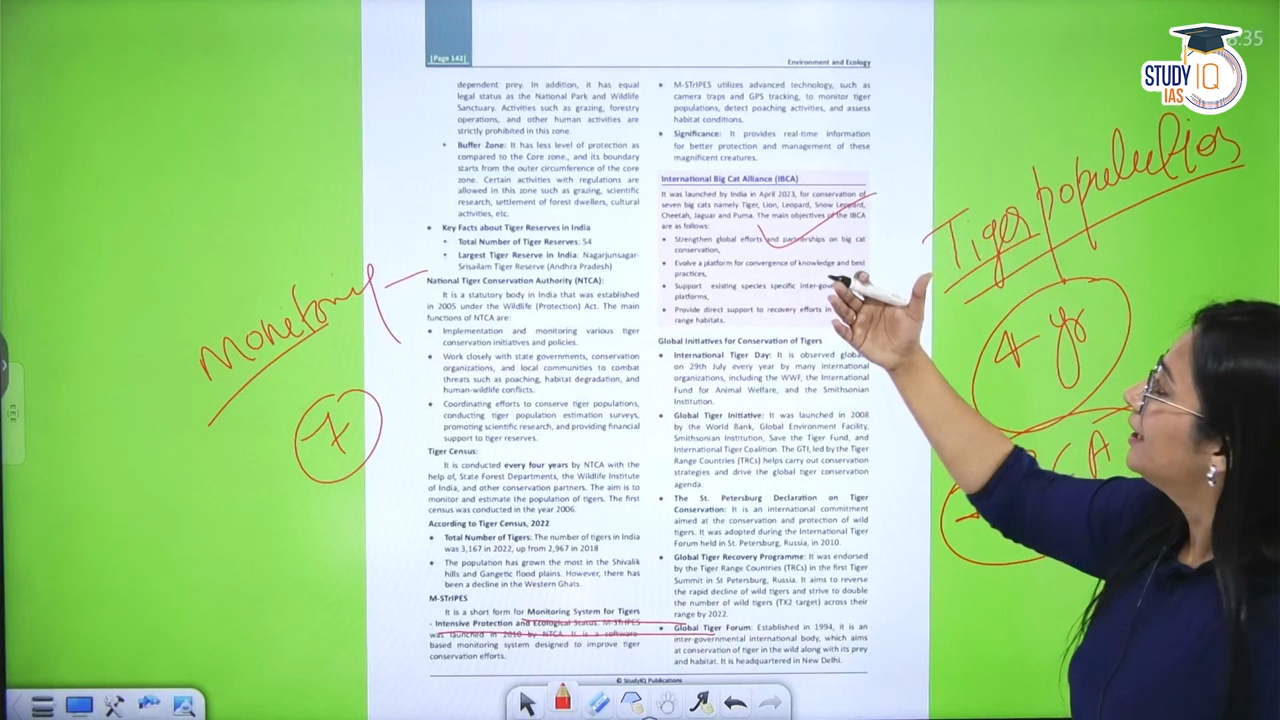 [Page 142]
Environment and Ecology
dependent prey. In addition, it has equal
legal status as the National Park and Wildlife
Sanctuary. Activities such as grazing, forestry
operations, and other human activities are
strictly prohibited in this zone.
• Buffer Zone: It has less level of protection as
compared to the Core zone., and its boundary
starts from the outer circumference of the core
zone. Certain activities with regulations are
allowed in this zone such as grazing, scientific
research, settlement of forest dwellers, cultural
activities, etc.
• Key Facts about Tiger Reserves in India
• Total Number of Tiger Reserves: 54
• Largest Tiger Reserve in India: Nagarjunsagar-
Srisailam Tiger Reserve (Andhra Pradesh)
National Tiger Conservation Authority (NTCA):
It is a statutory body in India that was established
in 2005 under the Wildlife (Protection) Act. The main
functions of NTCA are:
• Implementation and monitoring various tiger
conservation initiatives and policies.
• Work closely with state governments, conservation
organizations, and local communities to combat
threats such as poaching, habitat degradation, and
human-wildlife conflicts.
• Coordinating efforts to conserve tiger populations,
conducting tiger population estimation surveys,
promoting scientific research, and providing financial
support to tiger reserves.
Tiger Census:
It is conducted every four years by NTCA with the
help of, State Forest Departments, the Wildlife Institute
of India, and other conservation partners. The aim is to
monitor and estimate the population of tigers. The first
census was conducted in the year 2006.
According to Tiger Census, 2022
• Total Number of Tigers: The number of tigers in India
was 3,167 in 2022, up from 2,967 in 2018
• The population has grown the most in the Shivalik
hills and Gangetic flood plains. However, there has
been a decline in the Western Ghats.
M-STrIPES
It is a short form for Monitoring System for Tigers
- Intensive Protection and Ecological Status. M-STrIPES
was launched in 2010 by NTCA. It is a software-
based monitoring system designed to improve tiger
conservation efforts.
• M-STrIPES utilizes advanced technology, such as
camera traps and GPS tracking, to monitor tiger
populations, detect poaching activities, and assess
habitat conditions.
• Significance: It provides real-time information
for better protection and management of these
magnificent creatures.
International Big Cat Alliance (IBCA)
It was launched by India in April 2023, for conservation of
seven big cats namely Tiger, Lion, Leopard, Snow Leopard,
Cheetah, Jaguar and Puma. The main objectives of the IBCA
are as follows:
• Strengthen global efforts and partnerships on big cat
conservation,
• Evolve a platform for convergence of knowledge and best
practices,
• Support existing species specific inter-gove
platforms,
• Provide direct support to recovery efforts in
range habitats.
Global Initiatives for Conservation of Tigers
• International Tiger Day: It is observed globa
on 29th July every year by many international
organizations, including the WWF, the International
Fund for Animal Welfare, and the Smithsonian
Institution.
• Global Tiger Initiative: It was launched in 2008
by the World Bank, Global Environment Facility,
Smithsonian Institution, Save the Tiger Fund, and
International Tiger Coalition. The GTI, led by the Tiger
Range Countries (TRCs) helps carry out conservation
strategies and drive the global tiger conservation
agenda.
• The St. Petersburg Declaration on Tiger
Conservation: It is an international commitment
aimed at the conservation and protection of wild
tigers. It was adopted during the International Tiger
Forum held in St. Petersburg, Russia, in 2010.
• Global Tiger Recovery Programme: It was endorsed
by the Tiger Range Countries (TRCs) in the first Tiger
Summit in St Petersburg, Russia. It aims to reverse
the rapid decline of wild tigers and strive to double
the number of wild tigers (TX2 target) across their
range by 2022.
• Global Tiger Forum: Established in 1994, it is an
inter-governmental international body, which aims
at conservation of tiger in the wild along with its prey
and habitat. It is headquartered in New Delhi.
© StudyIQ Publications
Tiger population
4 yr
CA
STUDY IQ
IAS